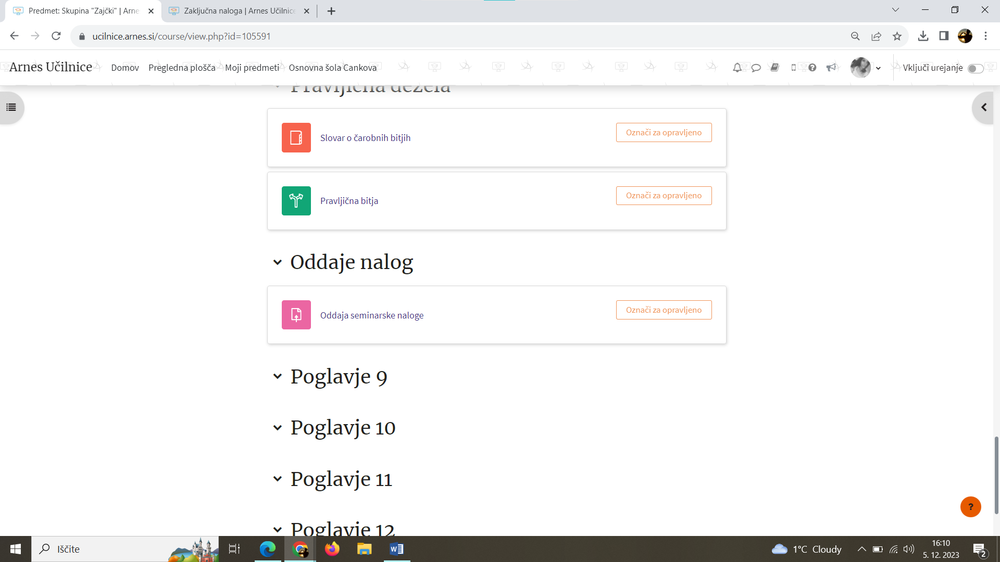 Predmet: Skupina "Zajčki" | Arne
Zaključna naloga | Arnes Učilnice
ucilnice.arnes.si/course/view.php?id=105591
Arnes Učilnice
Domov
Pregledna plošča
Moji predmeti
Osnovna šola Cankova
Vključi urejanje
Pravljična dežela
Slovar o čarobnih bitjih
Označi za opravljeno
Pravljična bitja
Označi za opravljeno
Oddaje nalog
Oddaja seminarske naloge
Označi za opravljeno
Poglavje 9
Poglavje 10
Poglavje 11
Poglavje 12
?
Iščite
1°C Cloudy
16:10
5. 12. 2023
2